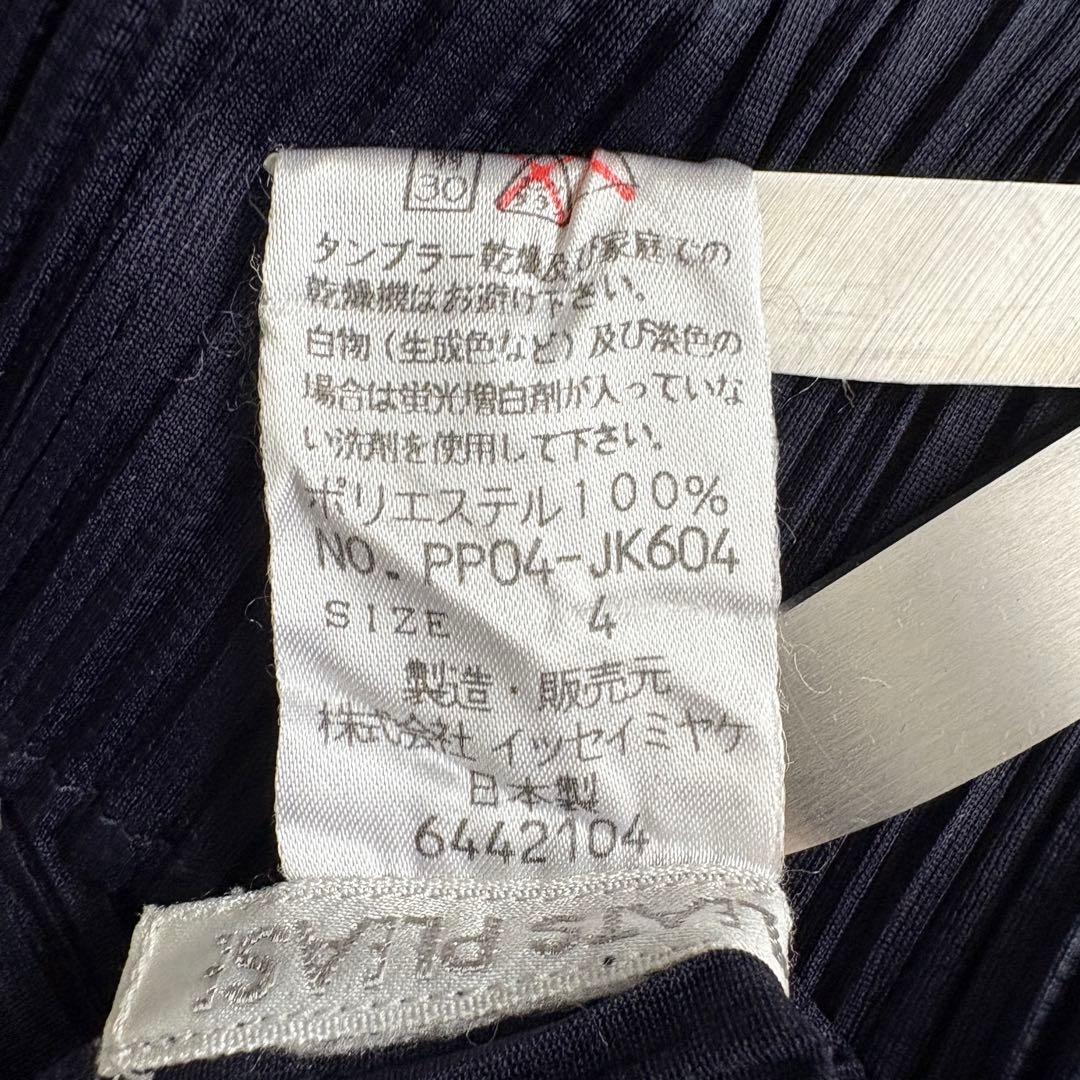 30
タンブラー乾燥及び家庭での
乾燥機はお避け下さい。
白物(生成色など)及び淡色の
場合は蛍光増白剤が入っていな
い洗剤を使用して下さい。
ポリエステル100%
NO. PP04-JK604
SIZE 4
製造・販売元
株式会社イッセイミヤケ
日本製
6442104